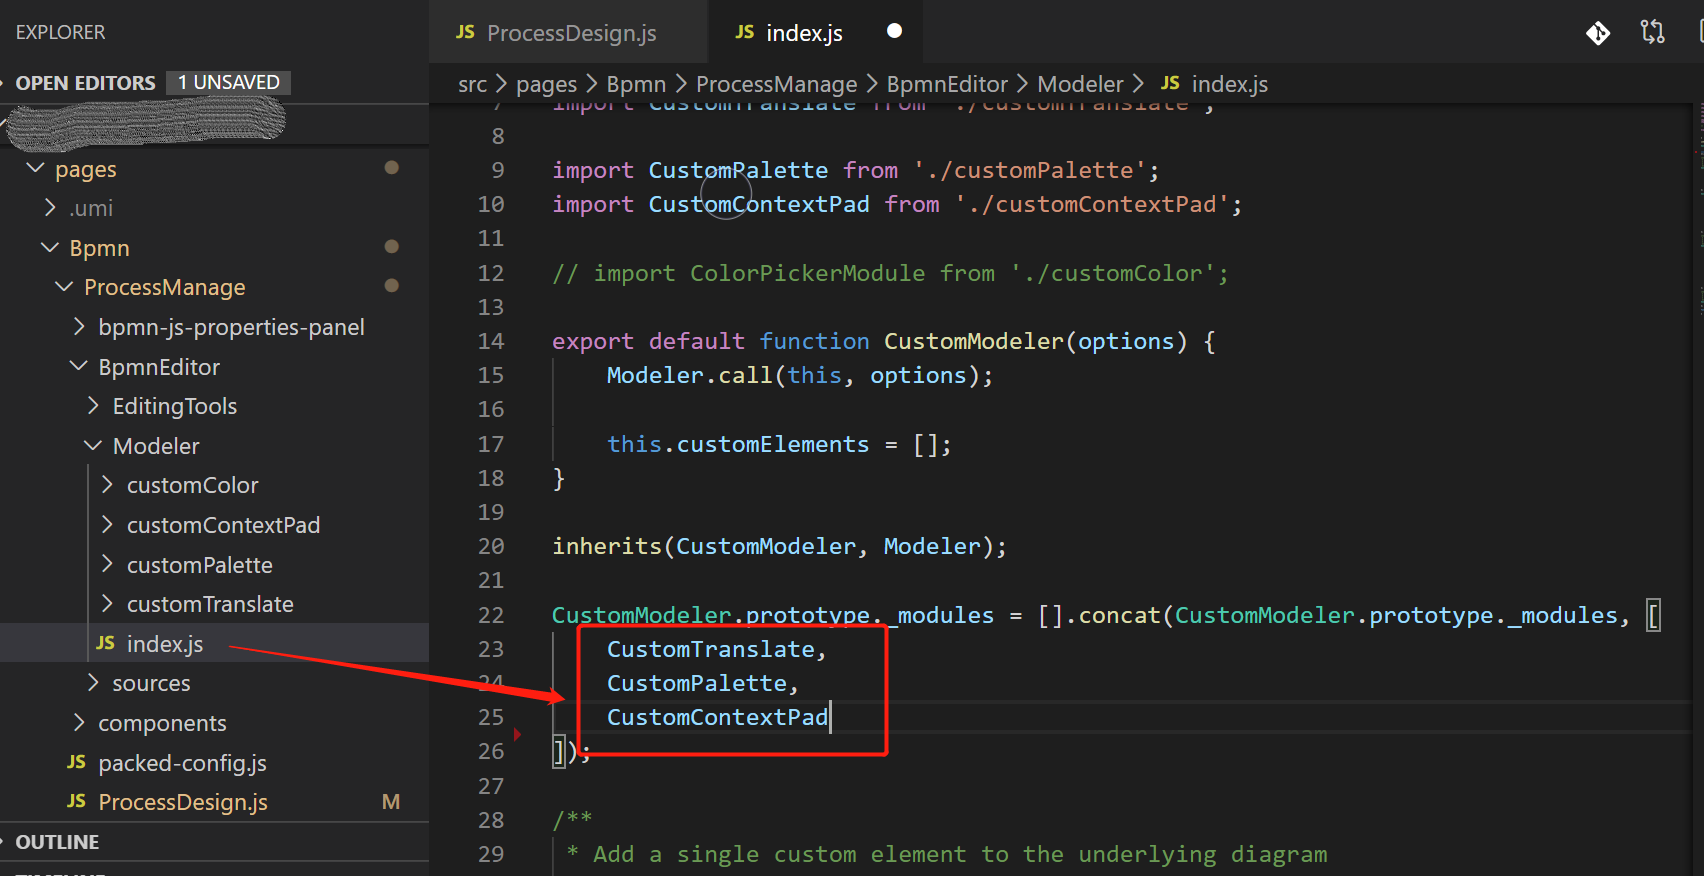 EXPLORER
OPEN EDITORS 1 UNSAVED
pages
.umi
Bpmn
ProcessManage
bpmn-js-properties-panel
BpmnEditor
EditingTools
Modeler
customColor
customContextPad
customPalette
customTranslate
JS index.js
sources
components
JS packed-config.js
JS ProcessDesign.js M
OUTLINE
TIMELINE
JS ProcessDesign.js
JS index.js
src > pages > Bpmn > ProcessManage > BpmnEditor > Modeler > JS index.js
7 import CustomTranslate from './customTranslate';
8
9 import CustomPalette from './customPalette';
10 import CustomContextPad from './customContextPad';
11
12 // import ColorPickerModule from './customColor';
13
14 export default function CustomModeler(options) {
15 Modeler.call(this, options);
16
17 this.customElements = [];
18 }
19
20 inherits(CustomModeler, Modeler);
21
22 CustomModeler.prototype._modules = [].concat(CustomModeler.prototype._modules, [
23 CustomTranslate,
24 CustomPalette,
25 CustomContextPad
26 ]);
27
28 /**
29 * Add a single custom element to the underlying diagram